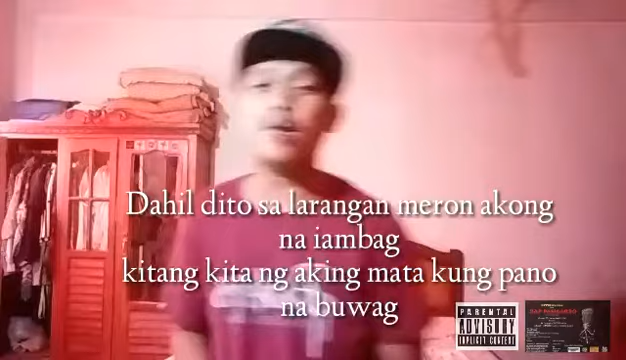 Dahil dito sa larangan meron akong
na iambag
kitang kita ng aking mata kung pano
na buwag
PARENTAL
ADVISORY
EXPLICIT CONTENT